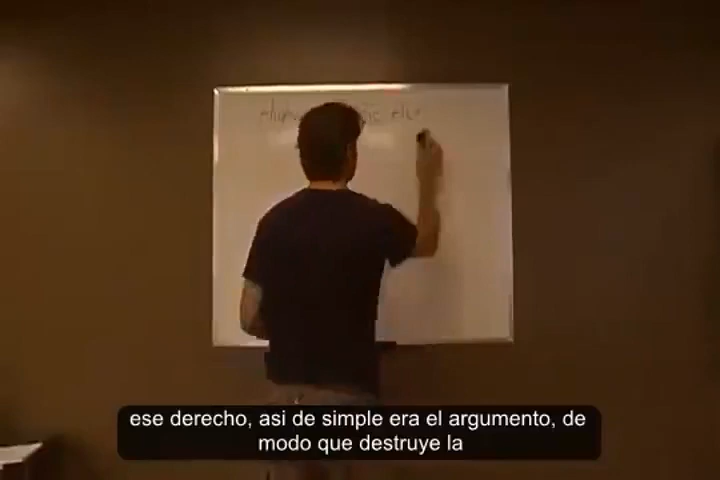 ese derecho, asi de simple era el argumento, de
modo que destruye la